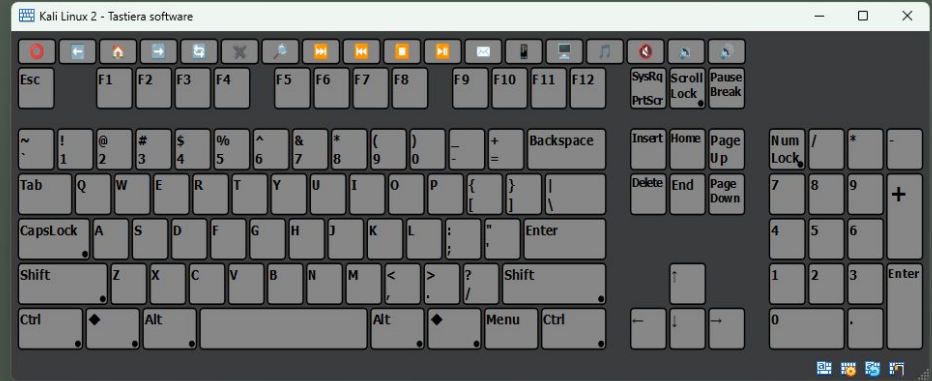 Kali Linux 2 - Tastiera software
Esc F1 F2 F3 F4 F5 F6 F7 F8 F9 F10 F11 F12 SysRq PrtScr Scroll Lock Pause Break
~ ` ! 1 @ 2 # 3 $ 4 % 5 ^ 6 & 7 * 8 ( 9 ) 0 _ - + = Backspace Insert Home Page Up Num Lock / * -
Tab Q W E R T Y U I O P { [ } ] | \ Delete End Page Down 7 8 9 +
CapsLock A S D F G H J K L : ; " ' Enter 4 5 6
Shift Z X C V B N M < , > . ? / Shift ↑ 1 2 3 Enter
Ctrl ◆ Alt Alt ◆ Menu Ctrl ← ↓ → 0 .